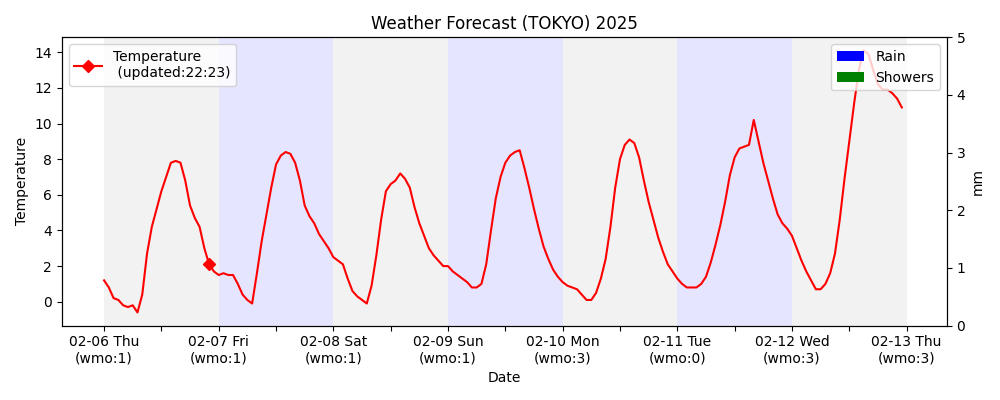 Weather Forecast (TOKYO) 2025
Temperature
(updated:22:23)
Rain
Showers
14
12
10
8
6
4
2
0
Temperature
5
4
3
2
1
0
mm
02-06 Thu 02-07 Fri 02-08 Sat 02-09 Sun 02-10 Mon 02-11 Tue 02-12 Wed 02-13 Thu
(wmo:1) (wmo:1) (wmo:1) (wmo:1) (wmo:3) (wmo:0) (wmo:3) (wmo:3)
Date